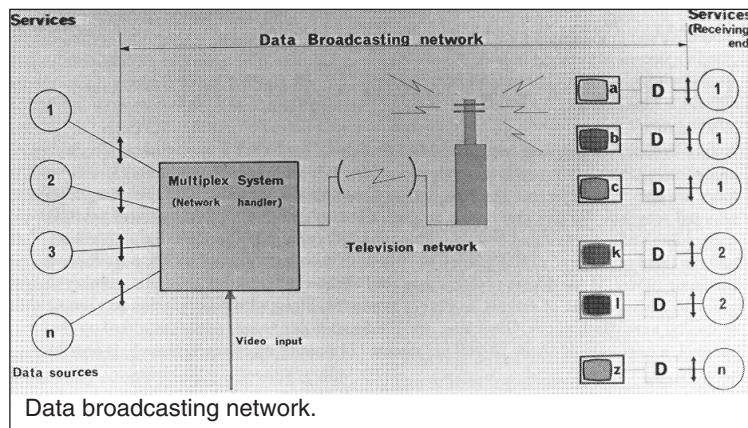 Services
Services
(Receiving
end
Data Broadcasting network
a D 1
1
b D 1
2
Multiplex System
(Network handler)
c D 1
3
Television network
k D 2
l D 2
n
Video input
Data sources
z D n
Data broadcasting network.